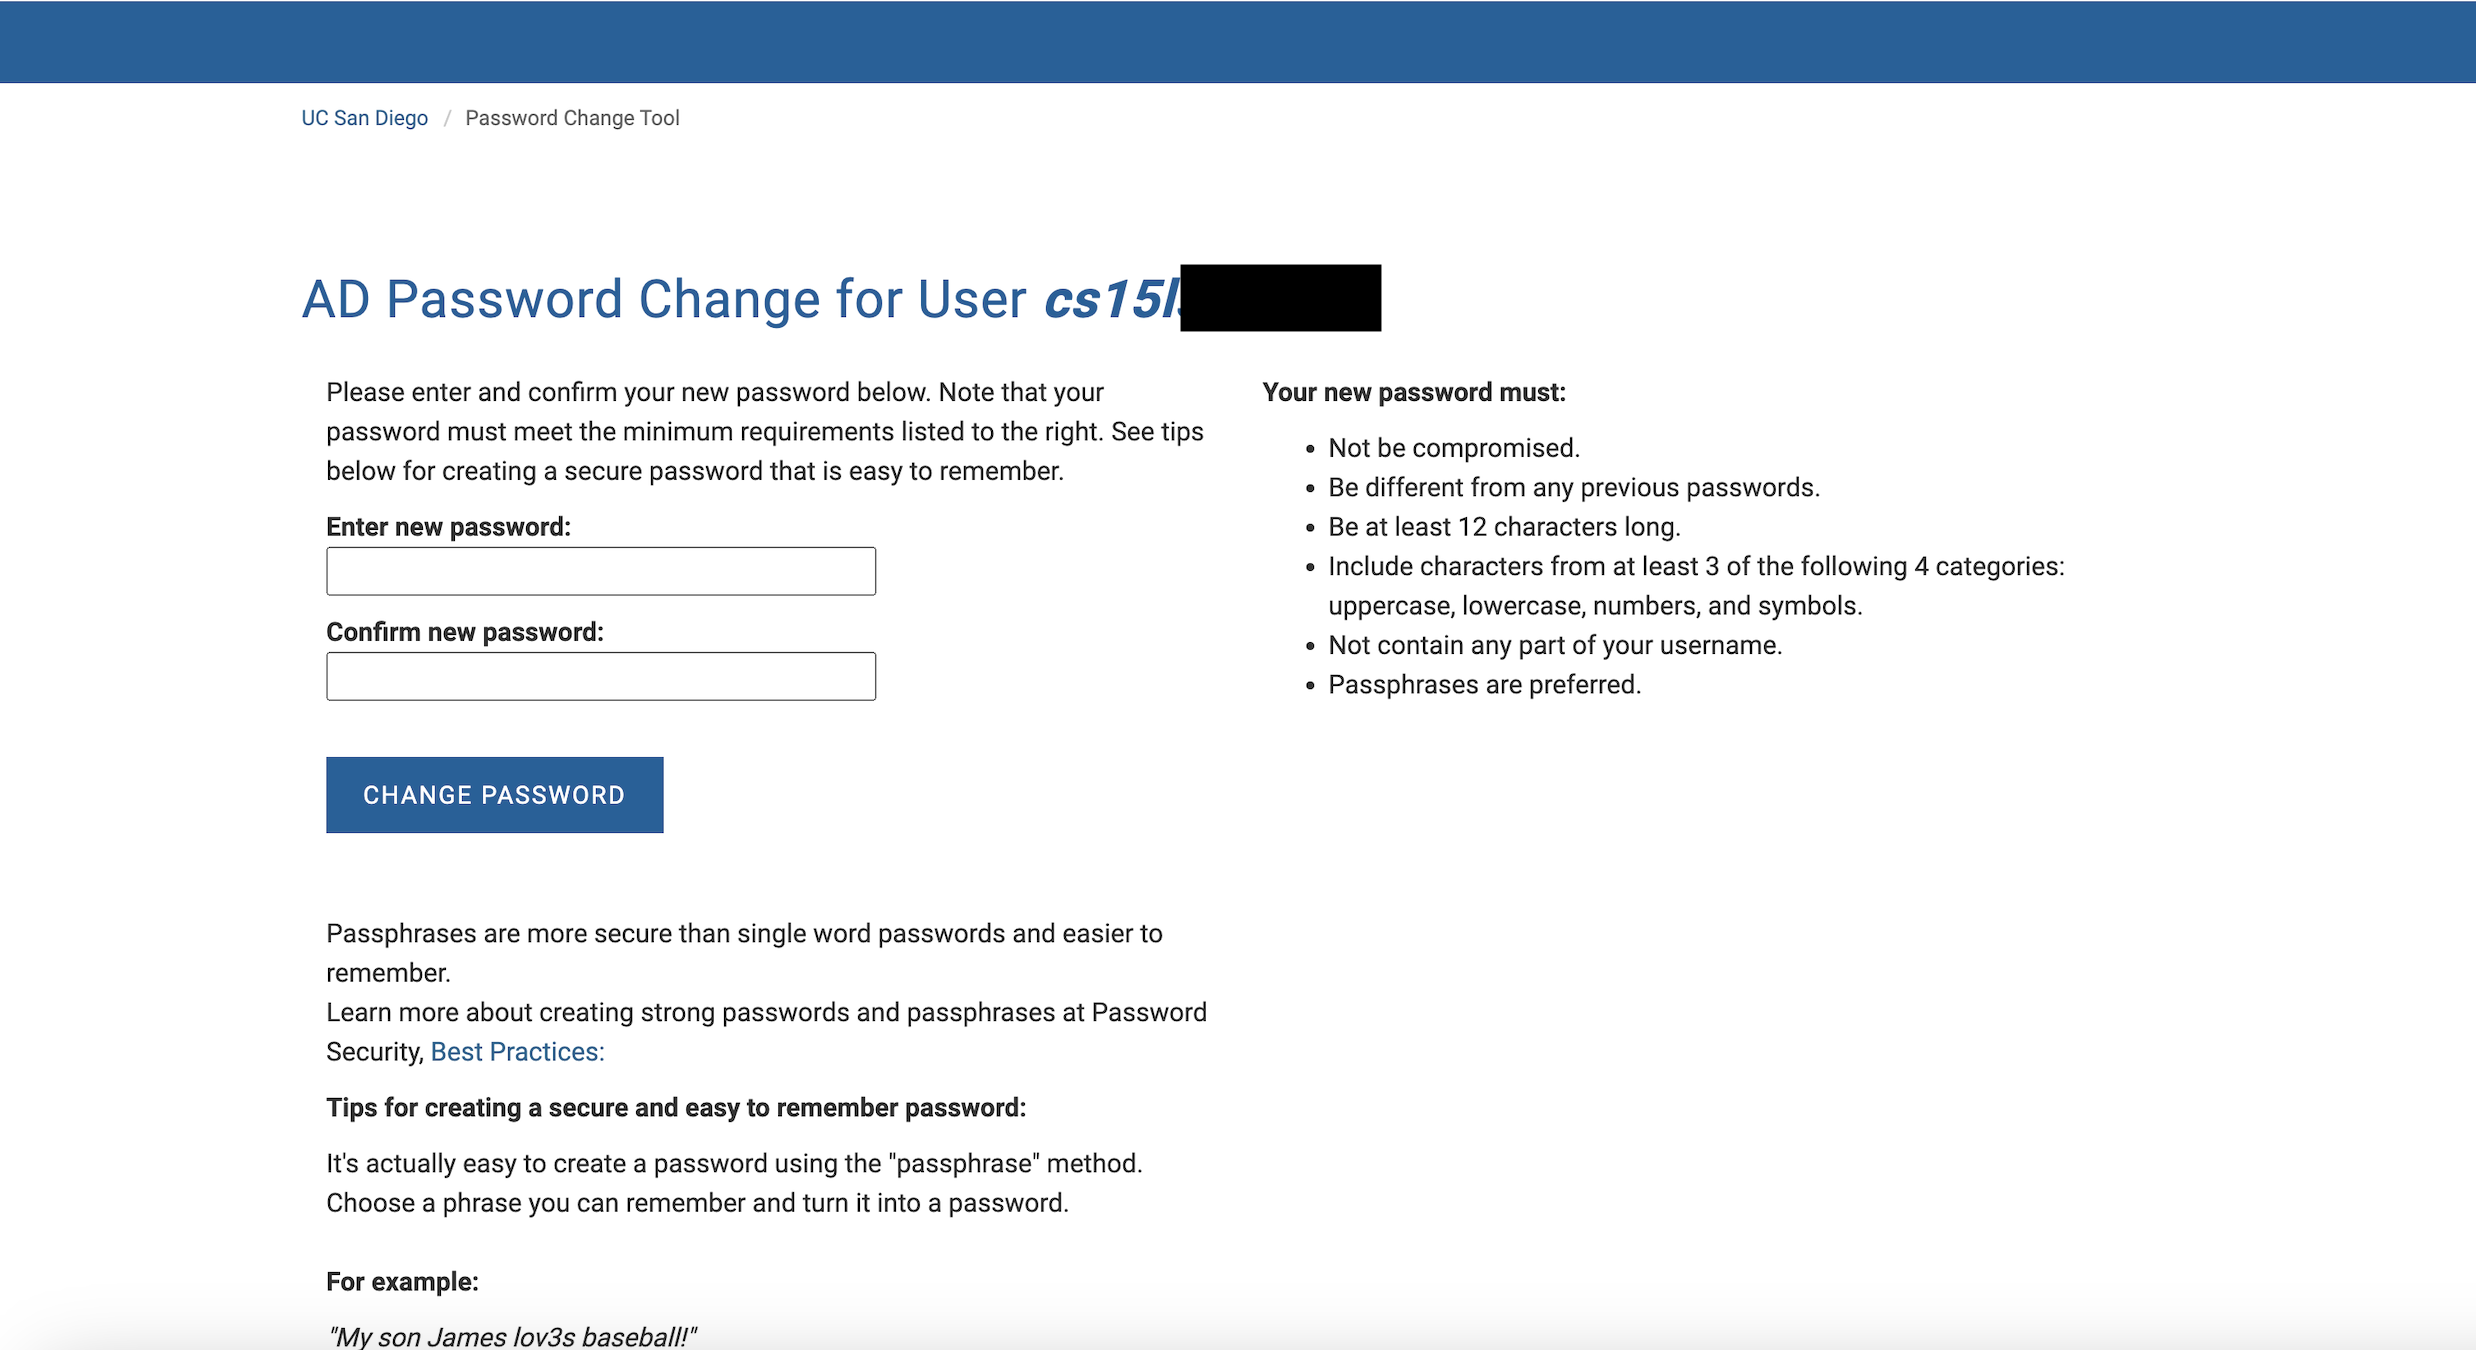 UC San Diego / Password Change Tool
AD Password Change for User cs15l
Please enter and confirm your new password below. Note that your
password must meet the minimum requirements listed to the right. See tips
below for creating a secure password that is easy to remember.
Enter new password:
Confirm new password:
CHANGE PASSWORD
Your new password must:
• Not be compromised.
• Be different from any previous passwords.
• Be at least 12 characters long.
• Include characters from at least 3 of the following 4 categories:
uppercase, lowercase, numbers, and symbols.
• Not contain any part of your username.
• Passphrases are preferred.
Passphrases are more secure than single word passwords and easier to
remember.
Learn more about creating strong passwords and passphrases at Password
Security, Best Practices:
Tips for creating a secure and easy to remember password:
It's actually easy to create a password using the "passphrase" method.
Choose a phrase you can remember and turn it into a password.
For example:
"My son James lov3s baseball!"